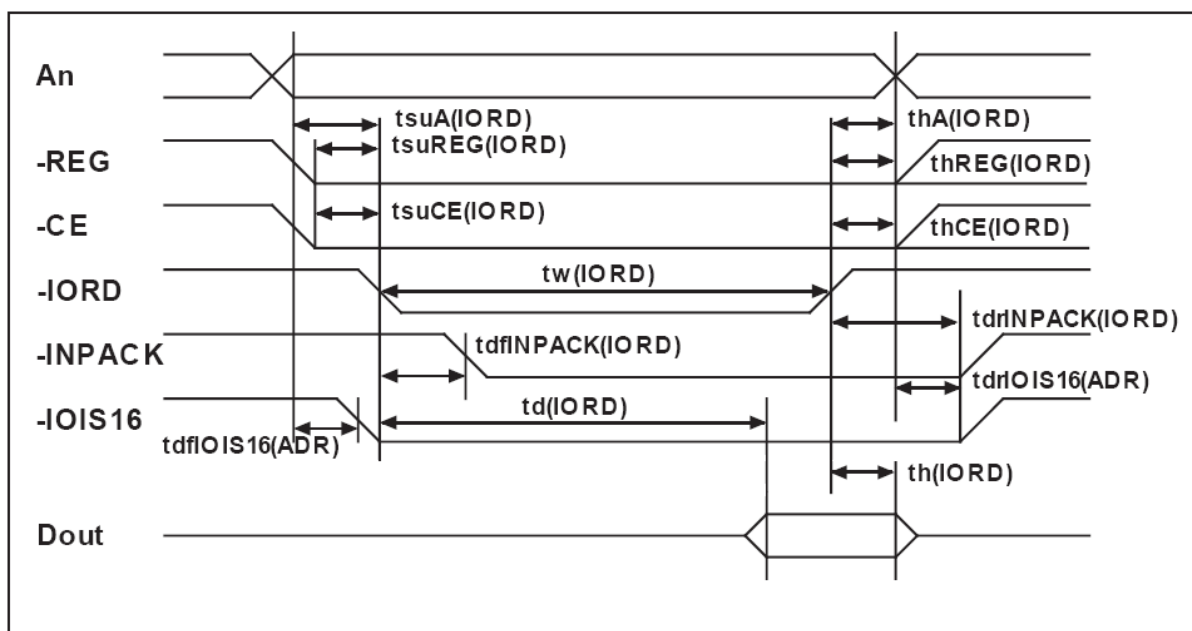 An
tsuA(IORD) thA(IORD)
tsuREG(IORD)
-REG thREG(IORD)
tsuCE(IORD)
-CE thCE(IORD)
-IORD tw(IORD)
tdrINPACK(IORD)
-INPACK tdfINPACK(IORD)
tdrIOIS16(ADR)
-IOIS16 td(IORD)
tdfIOIS16(ADR)
th(IORD)
Dout